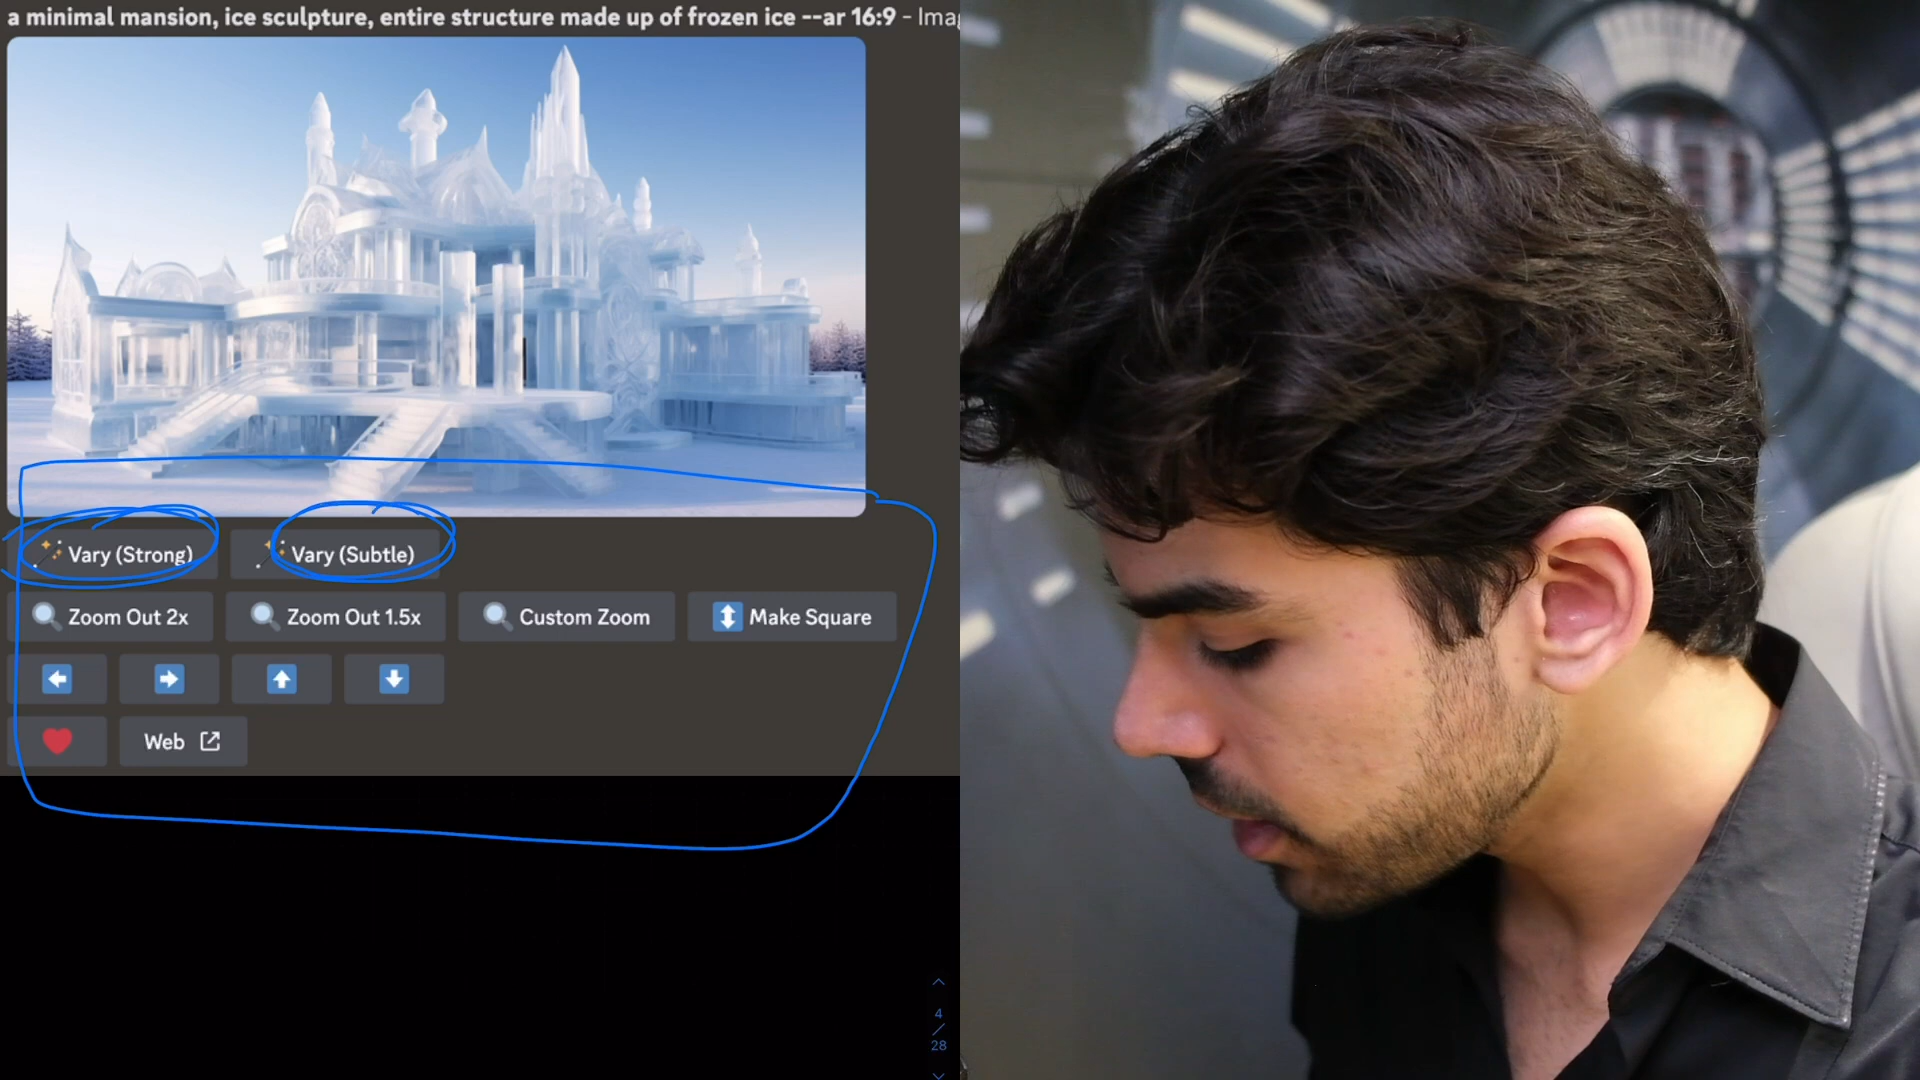 a minimal mansion, ice sculpture, entire structure made up of frozen ice --ar 16:9 - Imag
Vary (Strong) Vary (Subtle)
Zoom Out 2x Zoom Out 1.5x Custom Zoom Make Square
Web
4
/
28